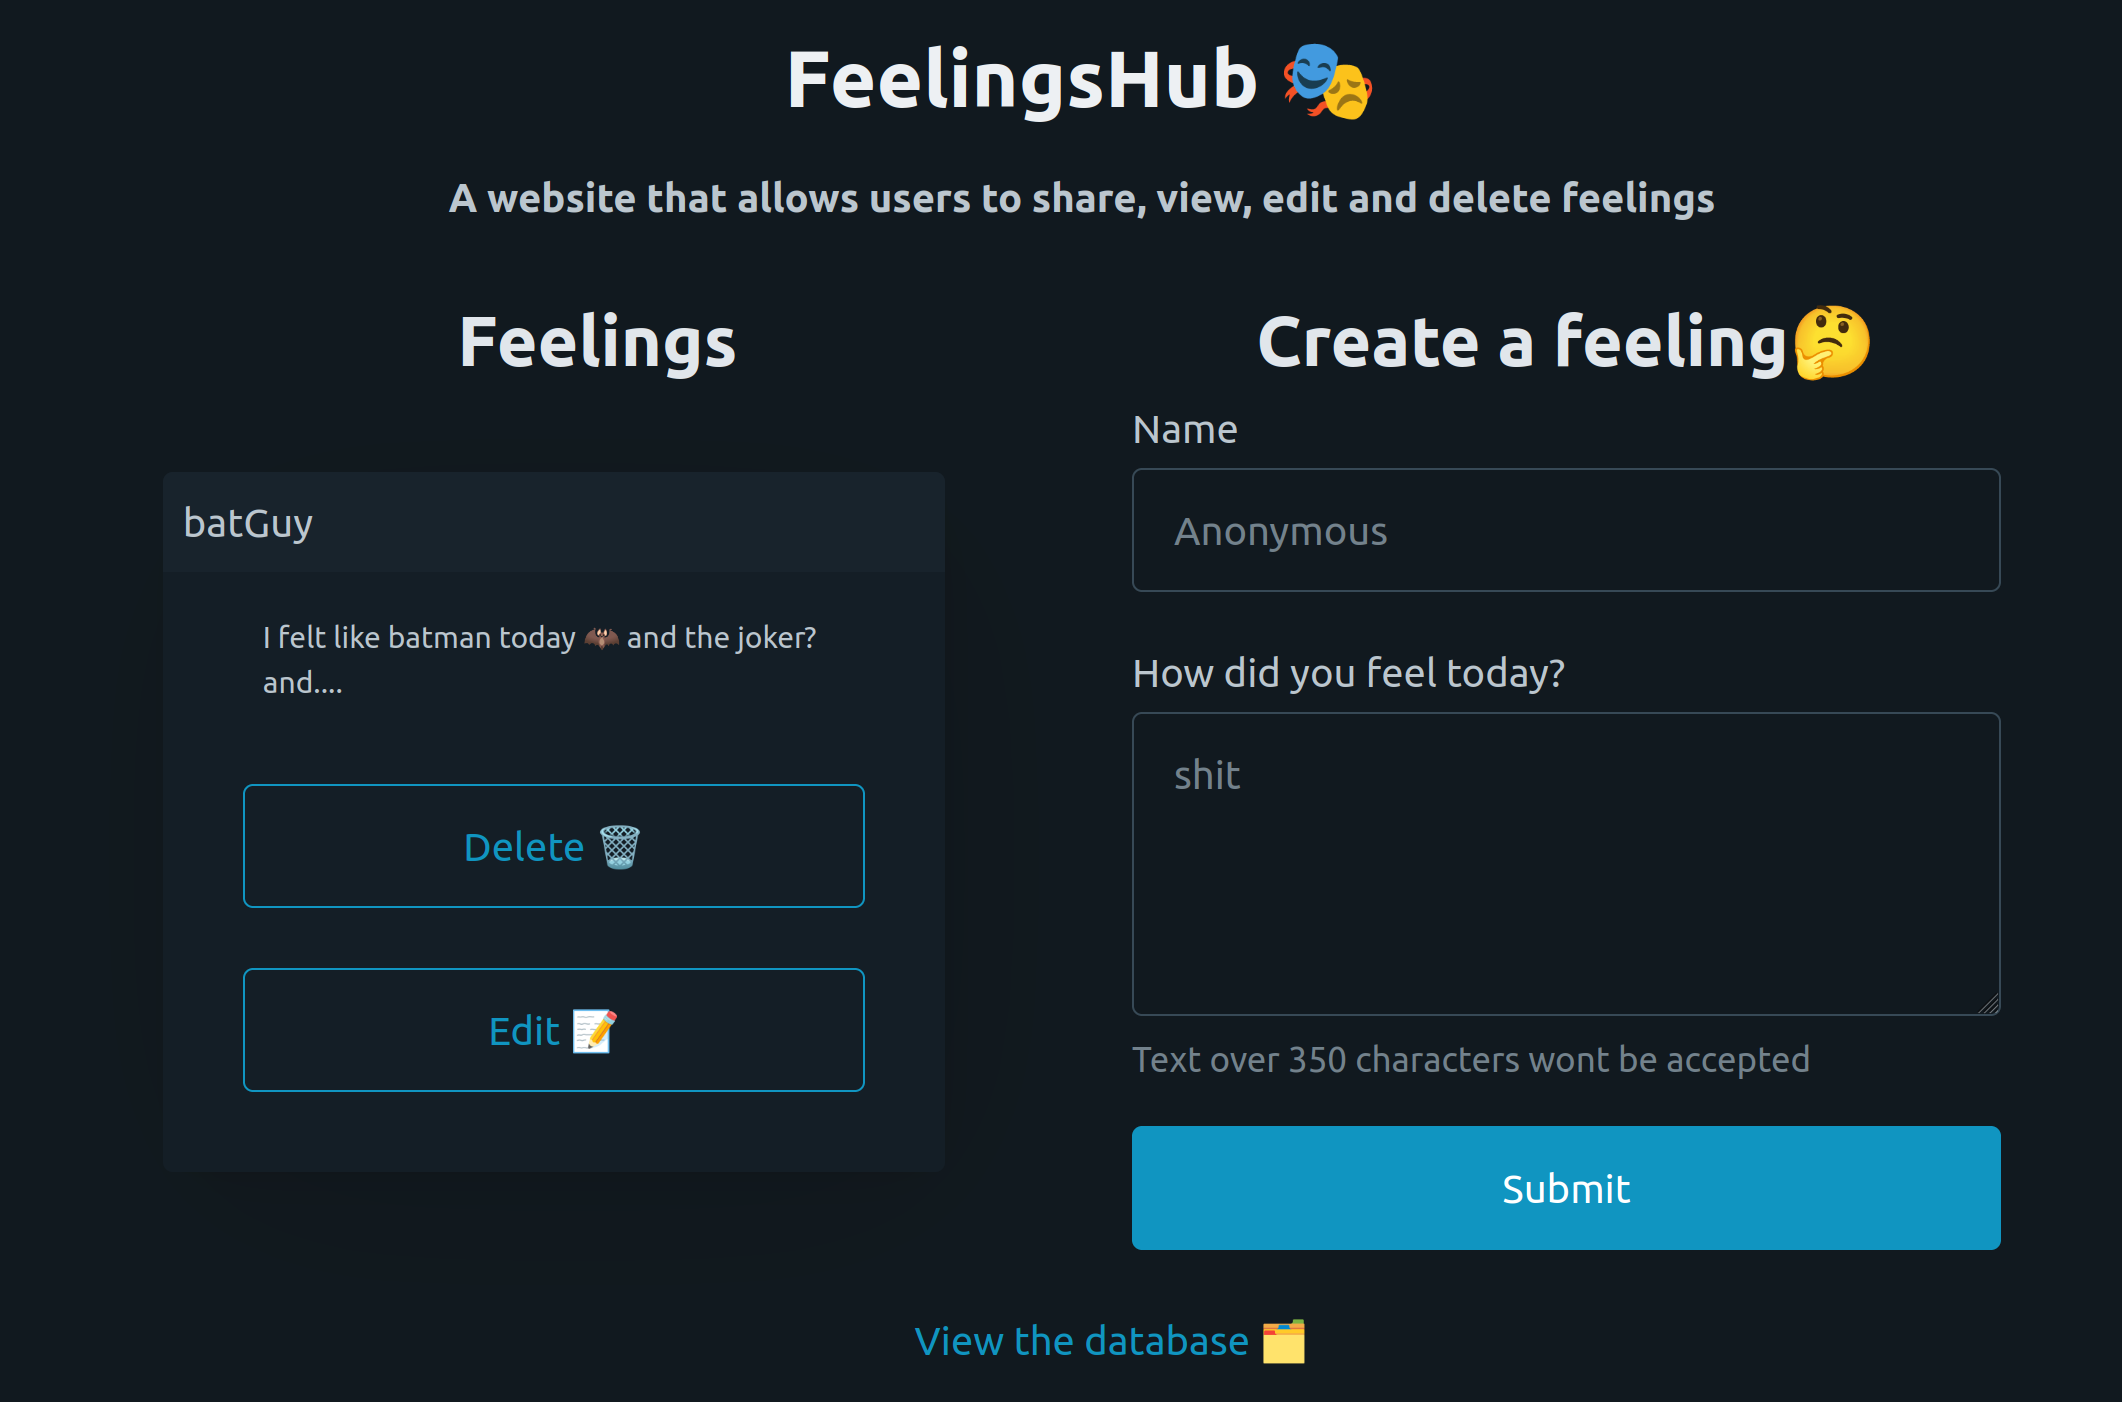 FeelingsHub 🎭
A website that allows users to share, view, edit and delete feelings
Feelings
batGuy
I felt like batman today 🦇 and the joker?
and....
Delete 🗑️
Edit 📝
Create a feeling🤔
Name
Anonymous
How did you feel today?
shit
Text over 350 characters wont be accepted
Submit
View the database 🗂️